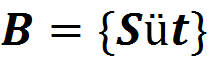 B = {Süt}